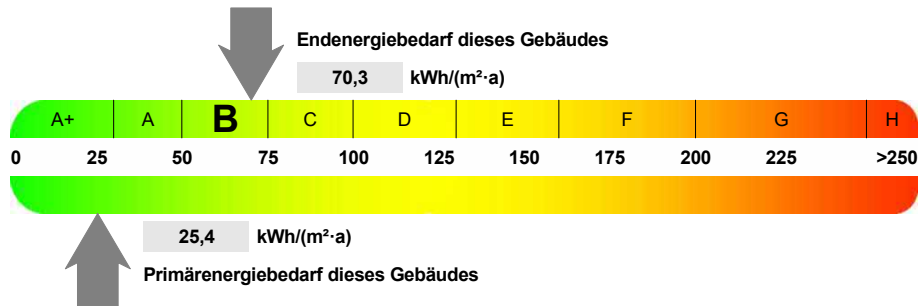 Endenergiebedarf dieses Gebäudes
70,3 kWh/(m²·a)
A+ A B C D E F G H
0 25 50 75 100 125 150 175 200 225 >250
25,4 kWh/(m²·a)
Primärenergiebedarf dieses Gebäudes